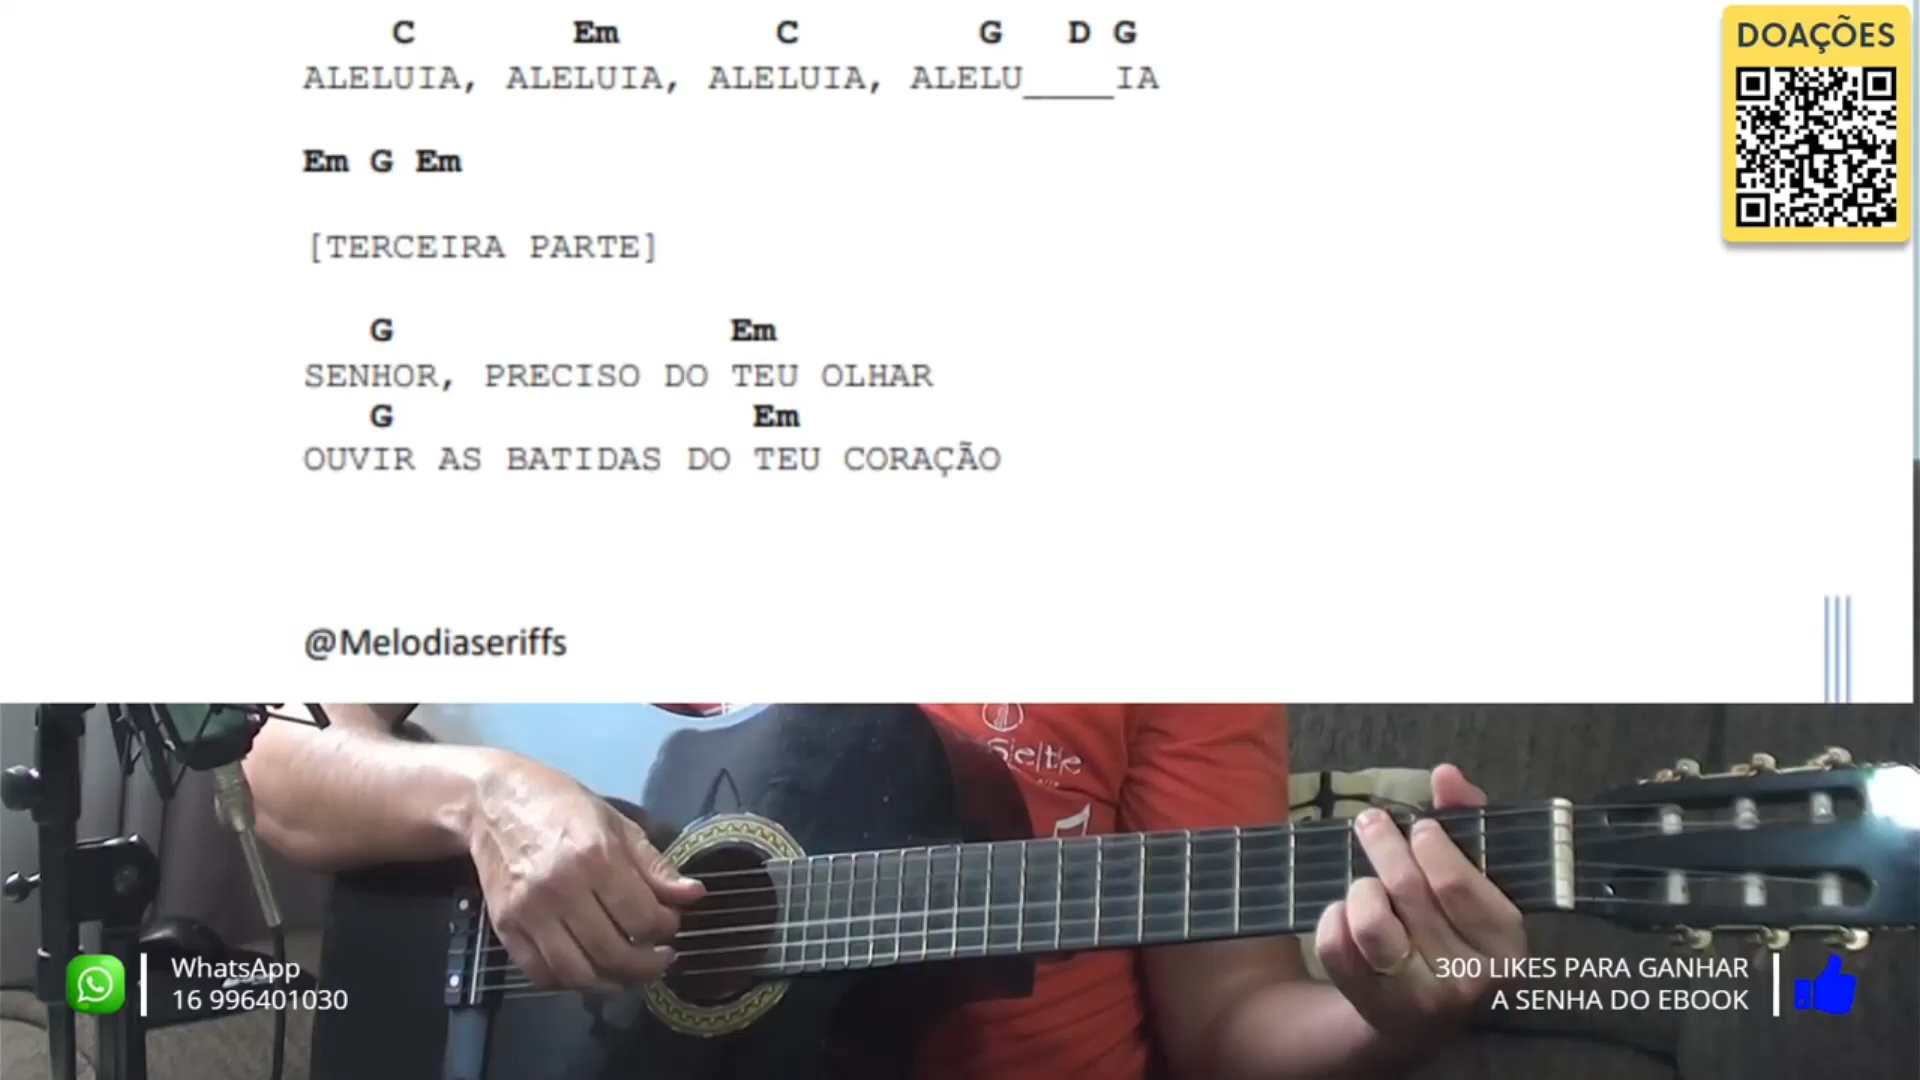 C Em C G D G
ALELUIA, ALELUIA, ALELUIA, ALELU____IA
Em G Em
[TERCEIRA PARTE]
G Em
SENHOR, PRECISO DO TEU OLHAR
G Em
OUVIR AS BATIDAS DO TEU CORAÇÃO
@Melodiaseriffs
DOAÇÕES
Selte
WhatsApp
16 996401030
300 LIKES PARA GANHAR
A SENHA DO EBOOK